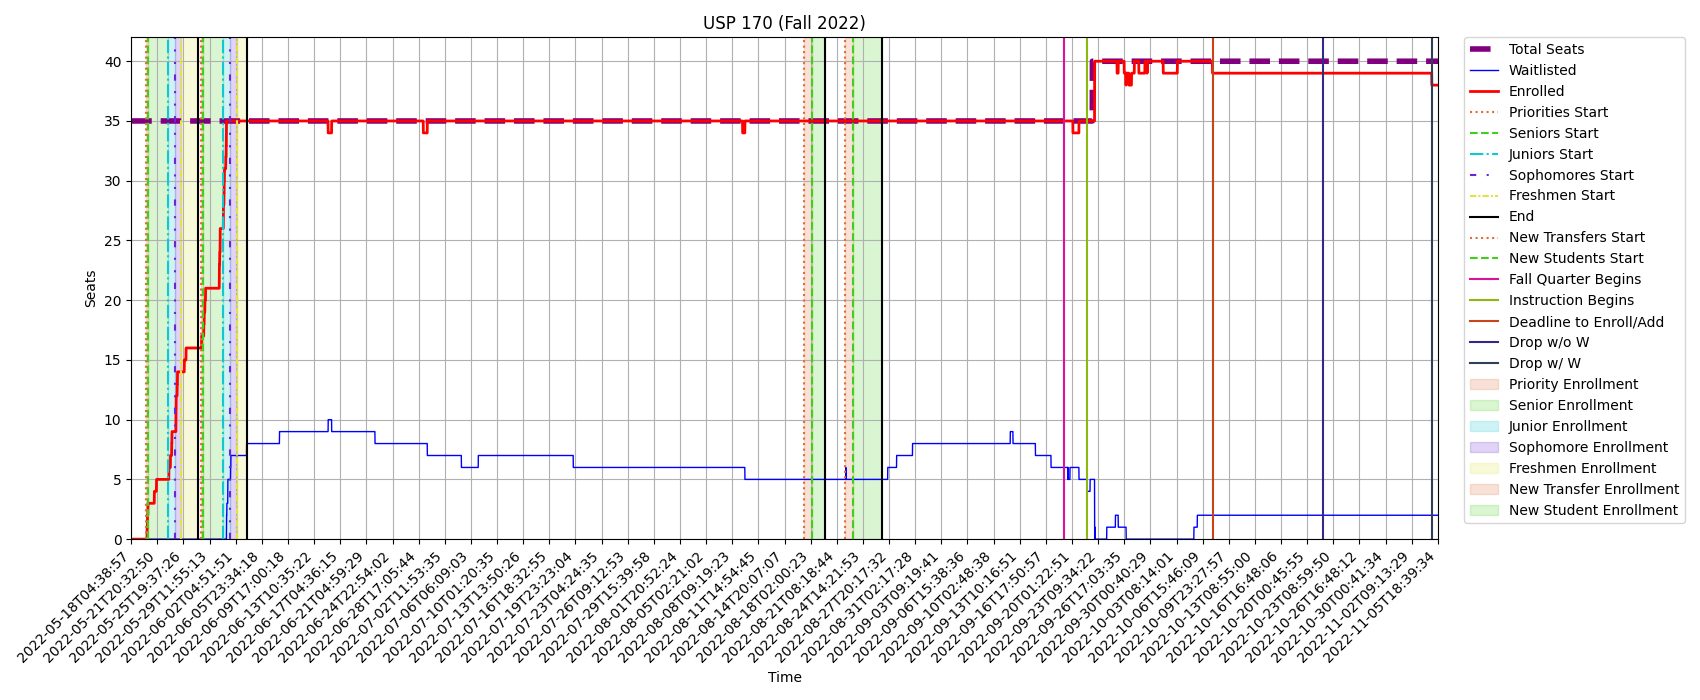 USP 170 (Fall 2022)
Seats
40
35
30
25
20
15
10
5
0
2022-05-18T04:38:57
2022-05-21T20:32:50
2022-05-25T19:37:26
2022-05-29T11:55:13
2022-06-02T04:51:51
2022-06-05T23:34:18
2022-06-09T17:00:18
2022-06-13T10:35:22
2022-06-17T04:36:15
2022-06-21T04:59:29
2022-06-24T22:54:02
2022-06-28T17:05:44
2022-07-02T11:53:35
2022-07-06T06:09:03
2022-07-10T01:20:35
2022-07-13T13:50:26
2022-07-16T18:32:55
2022-07-19T23:23:04
2022-07-23T04:24:35
2022-07-26T09:12:53
2022-07-29T15:39:58
2022-08-01T20:52:24
2022-08-05T02:21:02
2022-08-08T09:19:23
2022-08-11T14:54:45
2022-08-14T20:07:07
2022-08-18T02:00:23
2022-08-21T08:18:44
2022-08-24T14:21:53
2022-08-27T20:17:32
2022-08-31T02:17:28
2022-09-03T09:19:41
2022-09-06T15:38:36
2022-09-10T02:48:38
2022-09-13T10:16:51
2022-09-16T17:50:57
2022-09-20T01:22:51
2022-09-23T09:34:22
2022-09-26T17:03:35
2022-09-30T00:40:29
2022-10-03T08:14:01
2022-10-06T15:46:09
2022-10-09T23:27:57
2022-10-13T08:55:00
2022-10-16T16:48:06
2022-10-20T00:45:55
2022-10-23T08:59:50
2022-10-26T16:48:12
2022-10-30T00:41:34
2022-11-02T09:13:29
2022-11-05T18:39:34
Time
Total Seats
Waitlisted
Enrolled
Priorities Start
Seniors Start
Juniors Start
Sophomores Start
Freshmen Start
End
New Transfers Start
New Students Start
Fall Quarter Begins
Instruction Begins
Deadline to Enroll/Add
Drop w/o W
Drop w/ W
Priority Enrollment
Senior Enrollment
Junior Enrollment
Sophomore Enrollment
Freshmen Enrollment
New Transfer Enrollment
New Student Enrollment